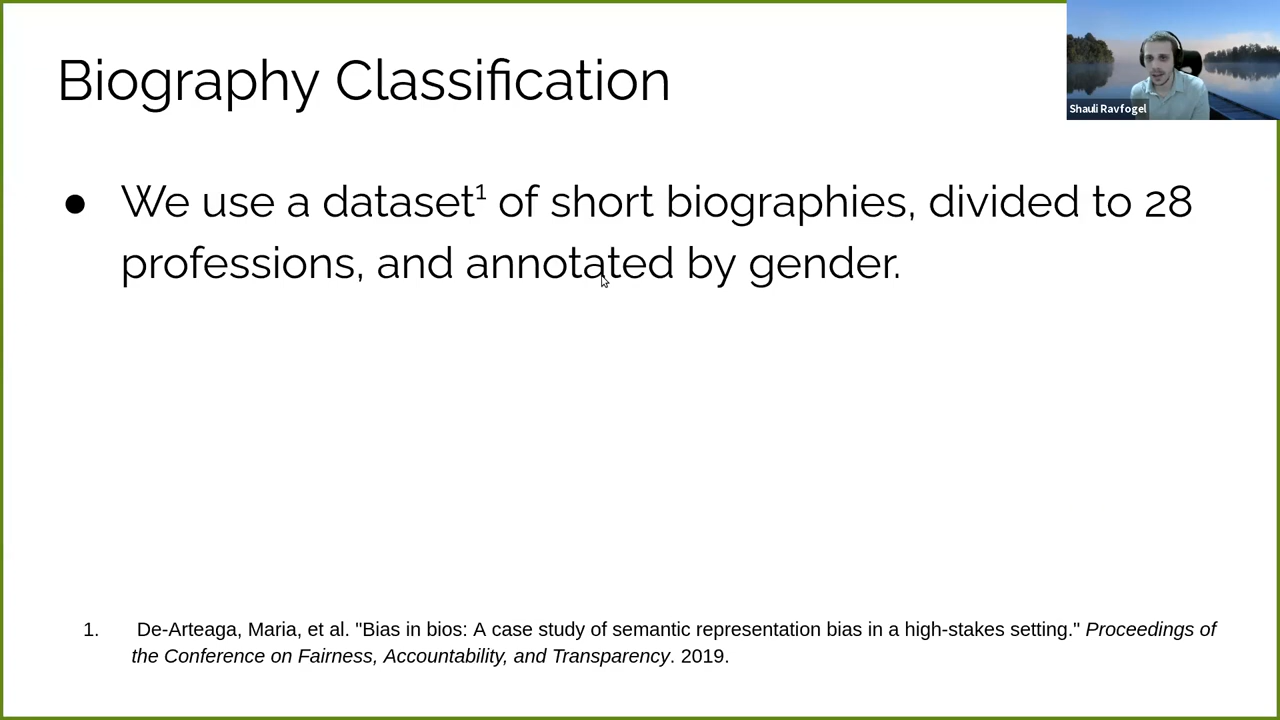 Biography Classification
Shauli Ravfogel
● We use a dataset¹ of short biographies, divided to 28
professions, and annotated by gender.
1. De-Arteaga, Maria, et al. "Bias in bios: A case study of semantic representation bias in a high-stakes setting." Proceedings of
the Conference on Fairness, Accountability, and Transparency. 2019.